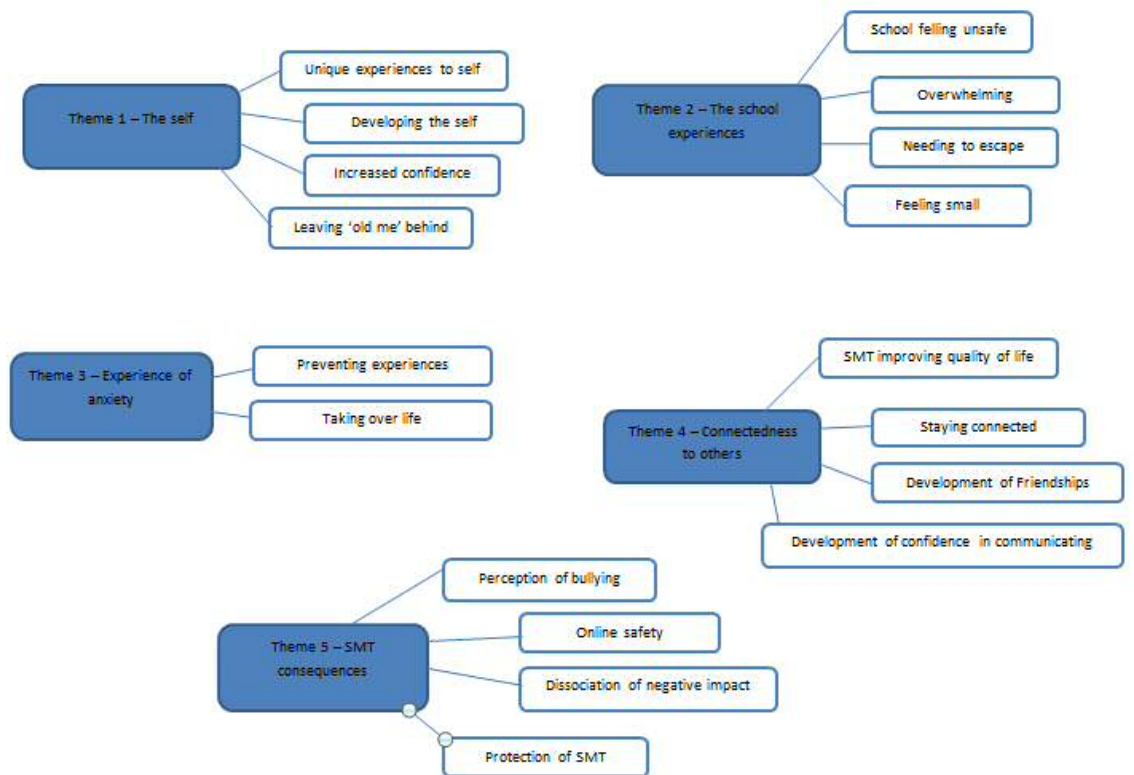 Theme 1 – The self
Unique experiences to self
Developing the self
Increased confidence
Leaving ‘old me’ behind
Theme 2 – The school
experiences
School felling unsafe
Overwhelming
Needing to escape
Feeling small
Theme 3 – Experience of
anxiety
Preventing experiences
Taking over life
Theme 4 – Connectedness
to others
SMT improving quality of life
Staying connected
Development of Friendships
Development of confidence in communicating
Theme 5 – SMT
consequences
Perception of bullying
Online safety
Dissociation of negative impact
Protection of SMT